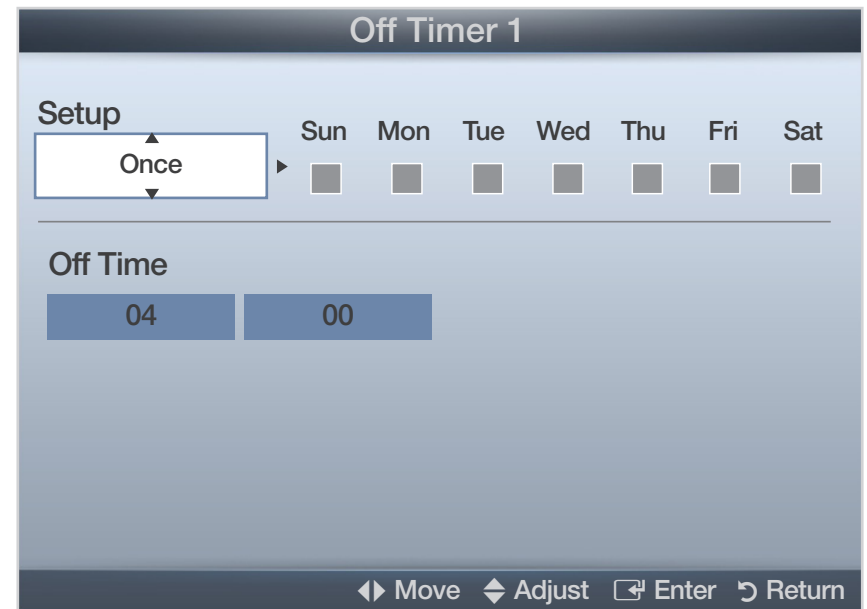 Off Timer 1
Setup
Sun Mon Tue Wed Thu Fri Sat
Once
Off Time
04 00
Move Adjust Enter Return